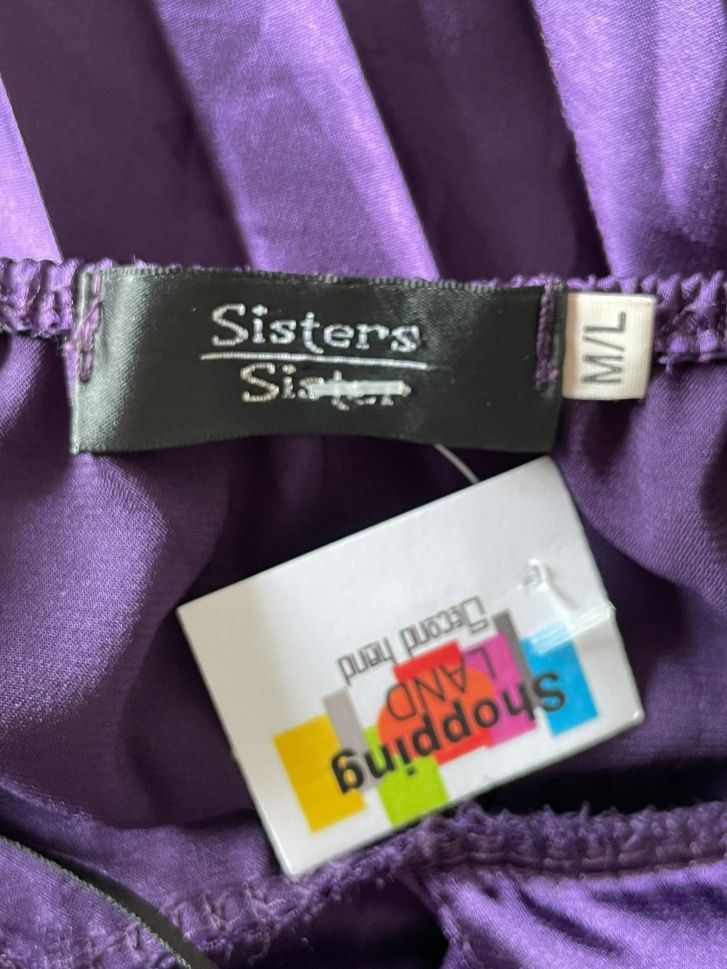 Sisters
Sister
M/L
Shopping
LAND
Second hand